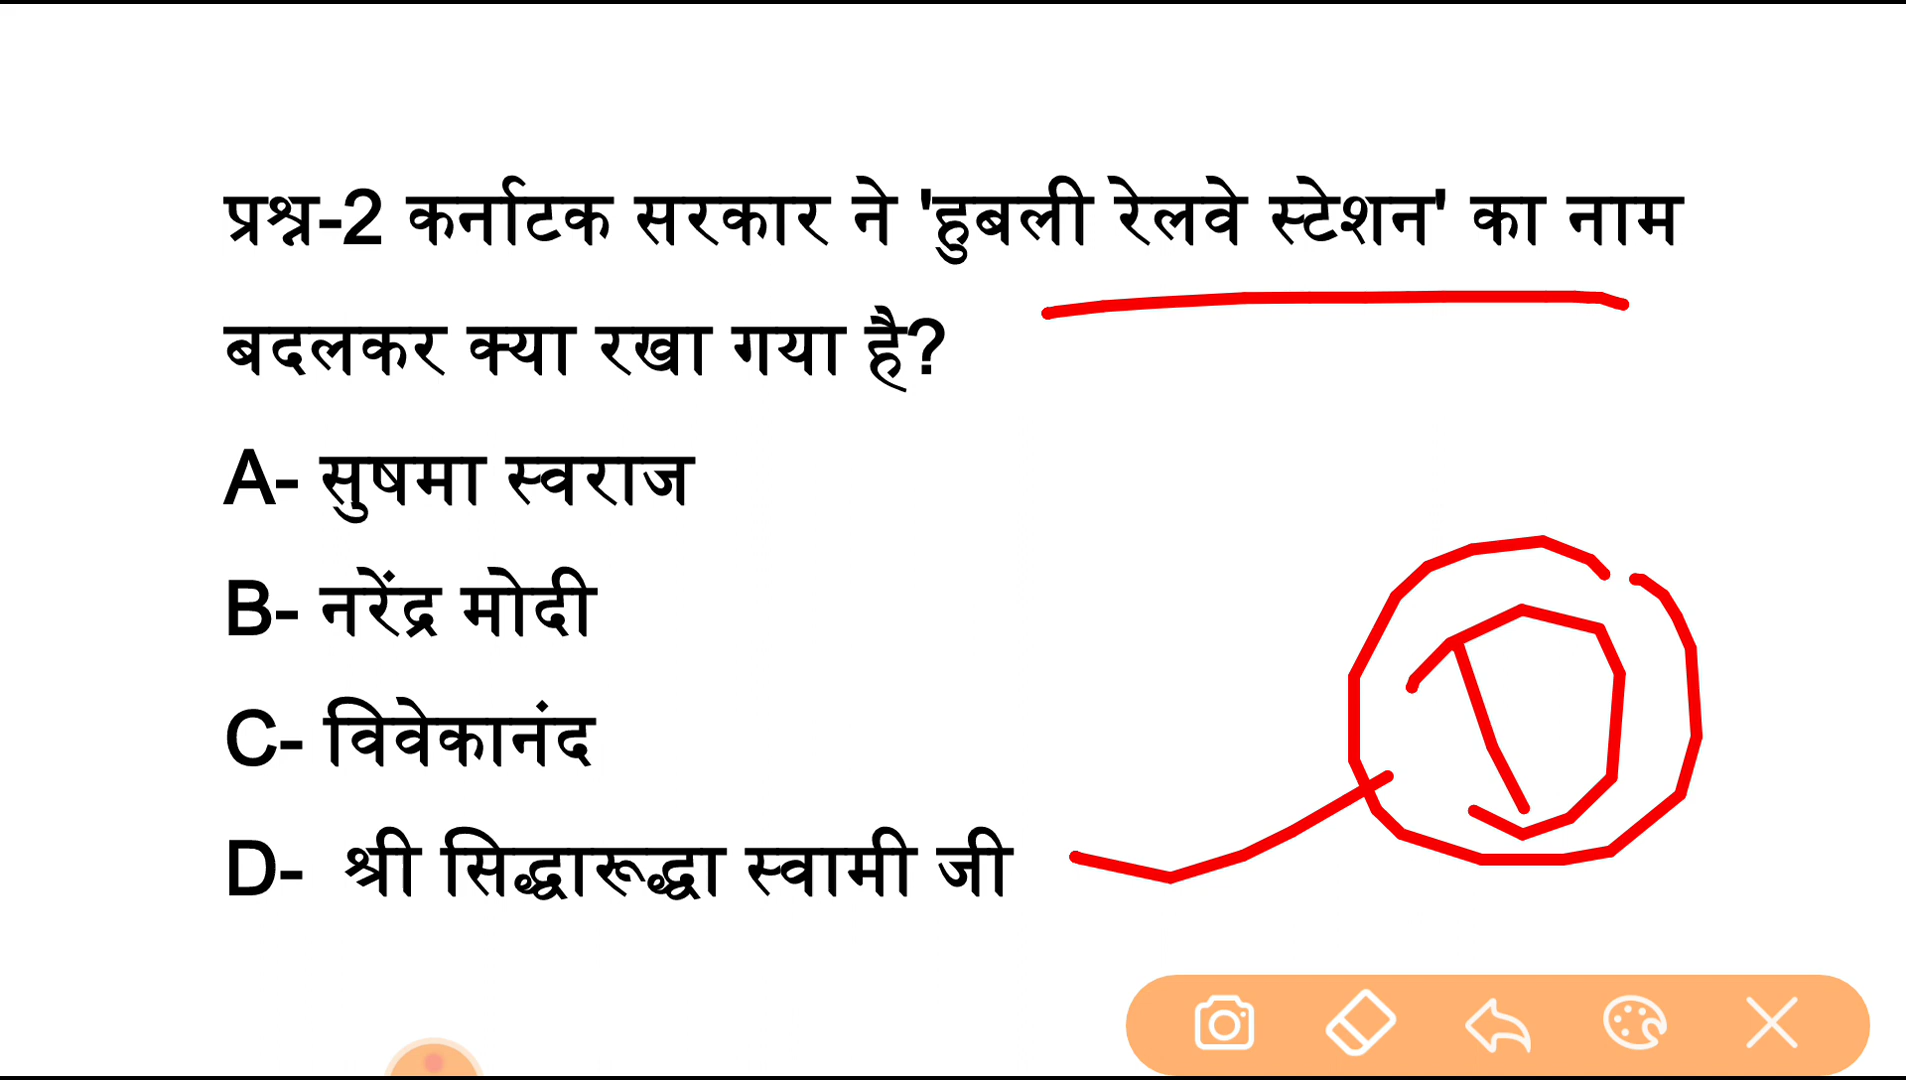 प्रश्न-2 कर्नाटक सरकार ने 'हुबली रेलवे स्टेशन' का नाम
बदलकर क्या रखा गया है?
A- सुषमा स्वराज
B- नरेंद्र मोदी
C- विवेकानंद
D
D- श्री सिद्धारूद्धा स्वामी जी